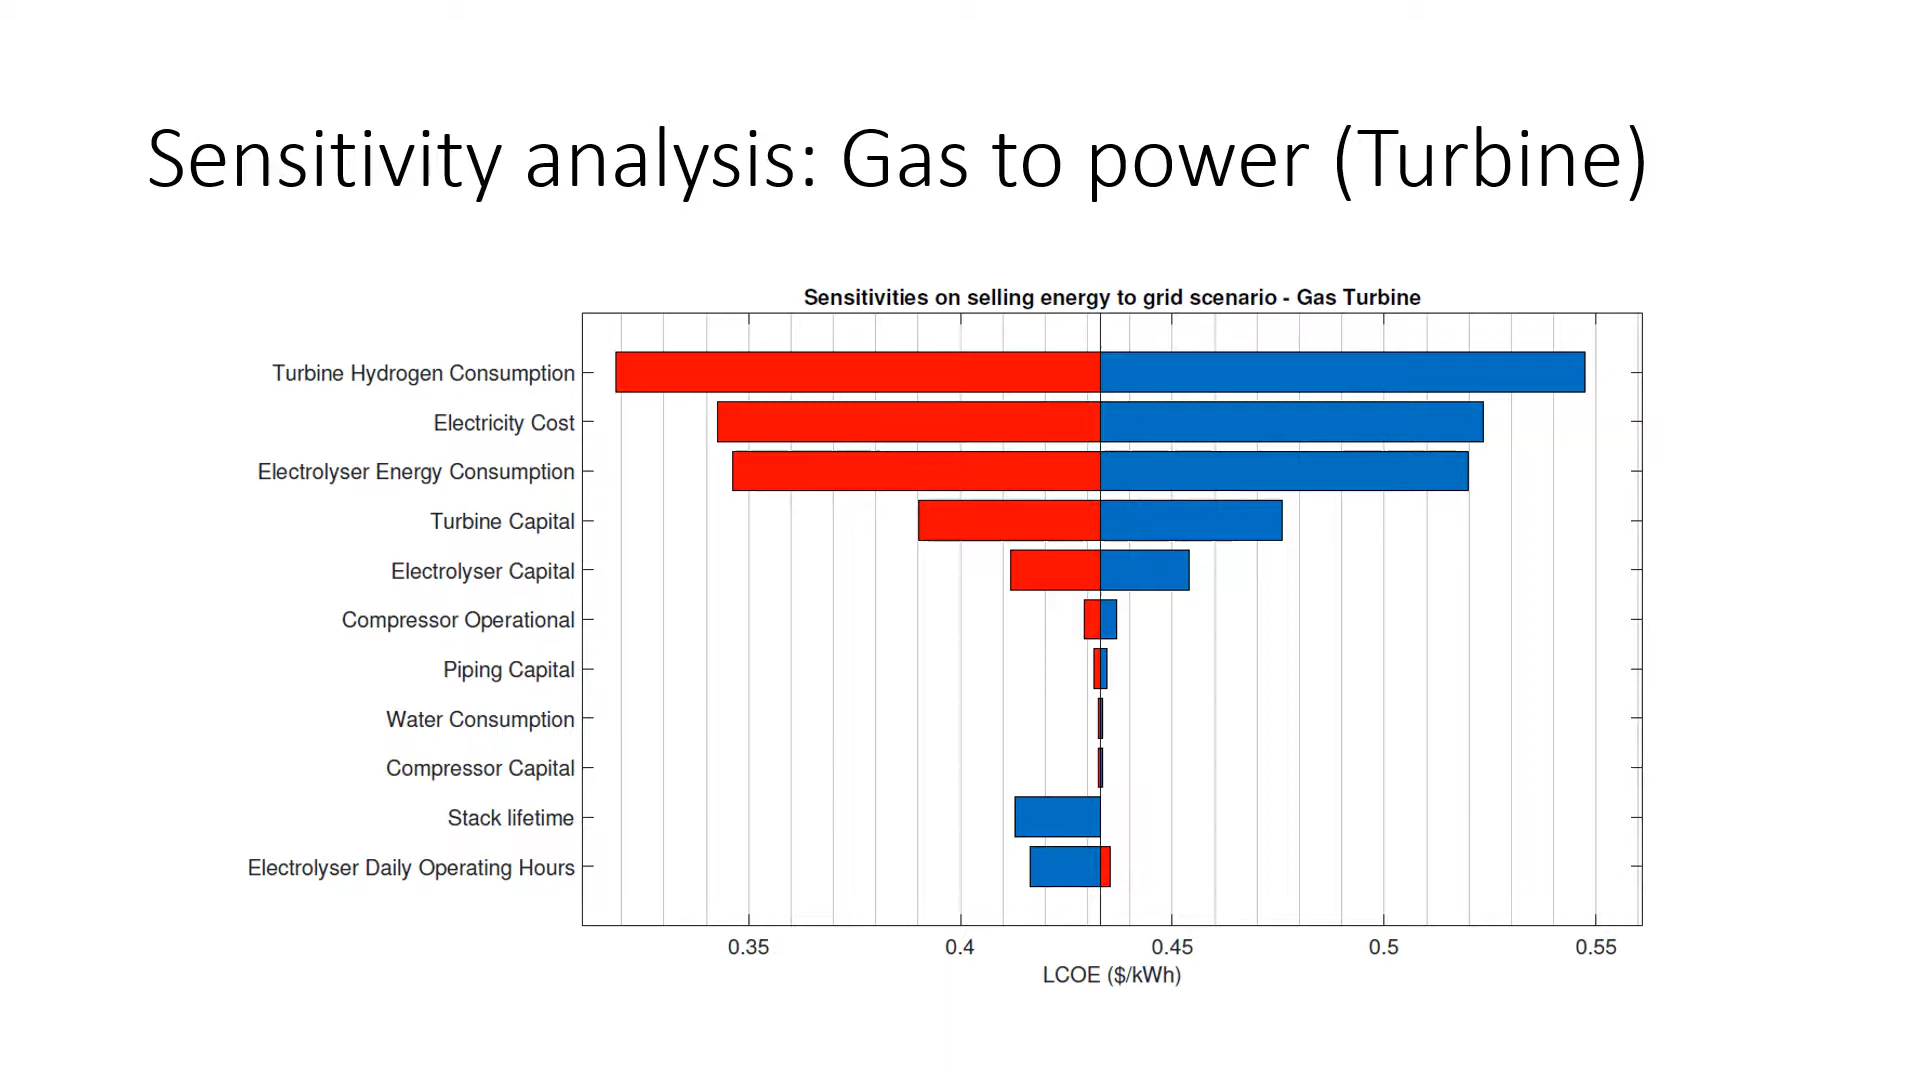 Sensitivity analysis: Gas to power (Turbine)
Sensitivities on selling energy to grid scenario - Gas Turbine
Turbine Hydrogen Consumption
Electricity Cost
Electrolyser Energy Consumption
Turbine Capital
Electrolyser Capital
Compressor Operational
Piping Capital
Water Consumption
Compressor Capital
Stack lifetime
Electrolyser Daily Operating Hours
0.35 0.4 0.45 0.5 0.55
LCOE ($/kWh)